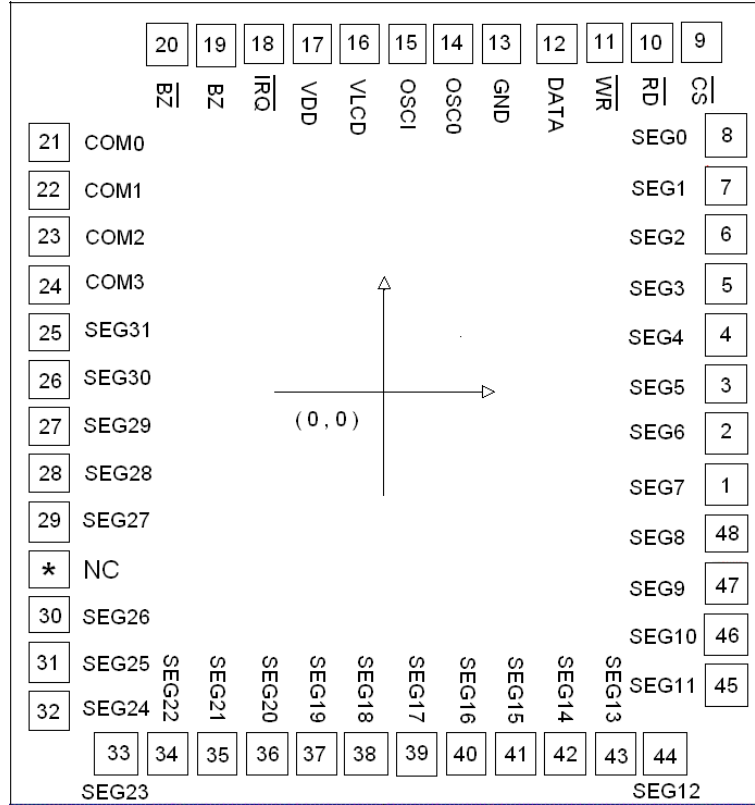 20 19 18 17 16 15 14 13 12 11 10 9
BZ BZ IRQ VDD VLCD OSCI OSC0 GND DATA WR RD CS
21 COM0 SEG0 8
22 COM1 SEG1 7
23 COM2 SEG2 6
24 COM3 SEG3 5
25 SEG31 SEG4 4
26 SEG30 SEG5 3
27 SEG29 (0,0) SEG6 2
28 SEG28 SEG7 1
29 SEG27 SEG8 48
* NC SEG9 47
30 SEG26 SEG10 46
31 SEG25 SEG11 45
32 SEG24
SEG22 SEG21 SEG20 SEG19 SEG18 SEG17 SEG16 SEG15 SEG14 SEG13
33 34 35 36 37 38 39 40 41 42 43 44
SEG23 SEG12